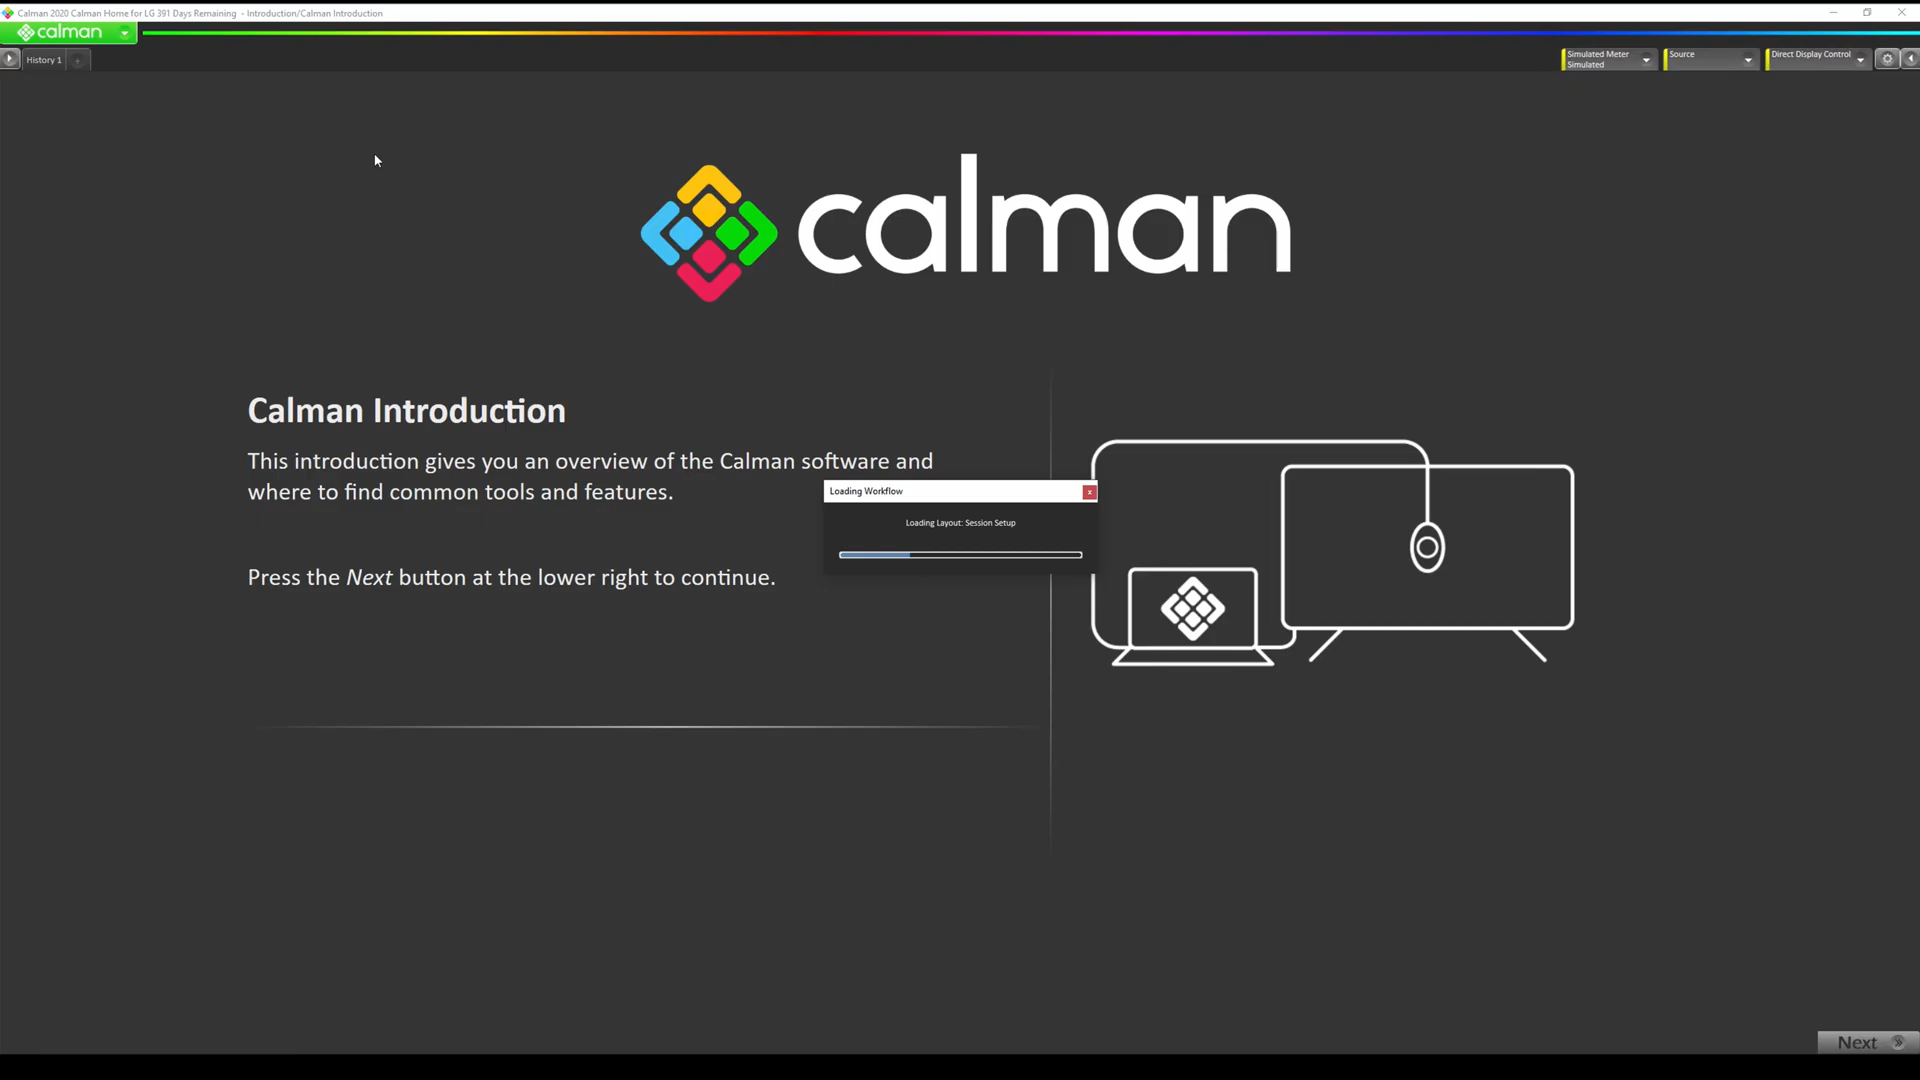 Calman 2020 Calman Home for LG 391 Days Remaining - Introduction/Calman Introduction
calman
History 1
Simulated Meter
Simulated
Source
Direct Display Control
calman
Calman Introduction
This introduction gives you an overview of the Calman software and
where to find common tools and features.
Loading Workflow
Loading Layout: Session Setup
Press the Next button at the lower right to continue.
Next